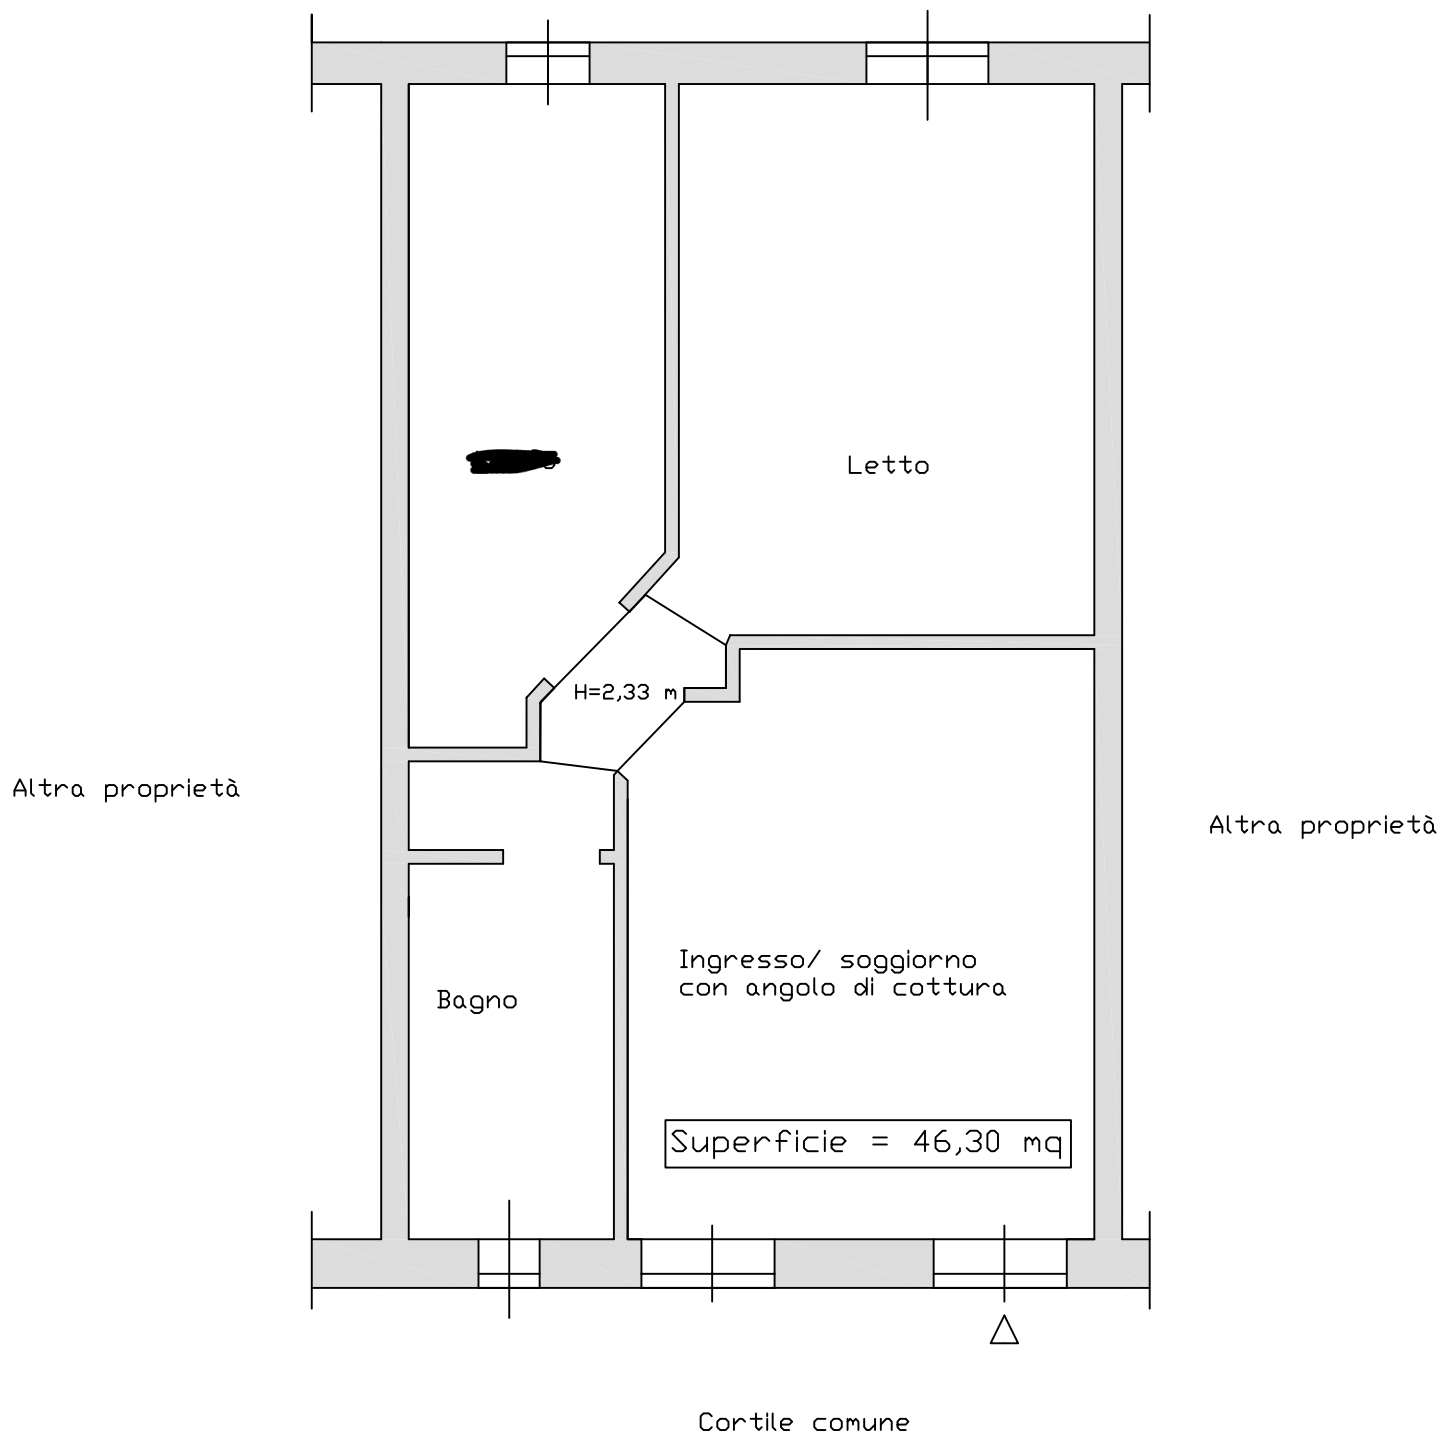 Letto
H=2,33 m
Altra proprietà
Altra proprietà
Ingresso/ soggiorno
con angolo di cottura
Bagno
Superficie = 46,30 mq
Cortile comune